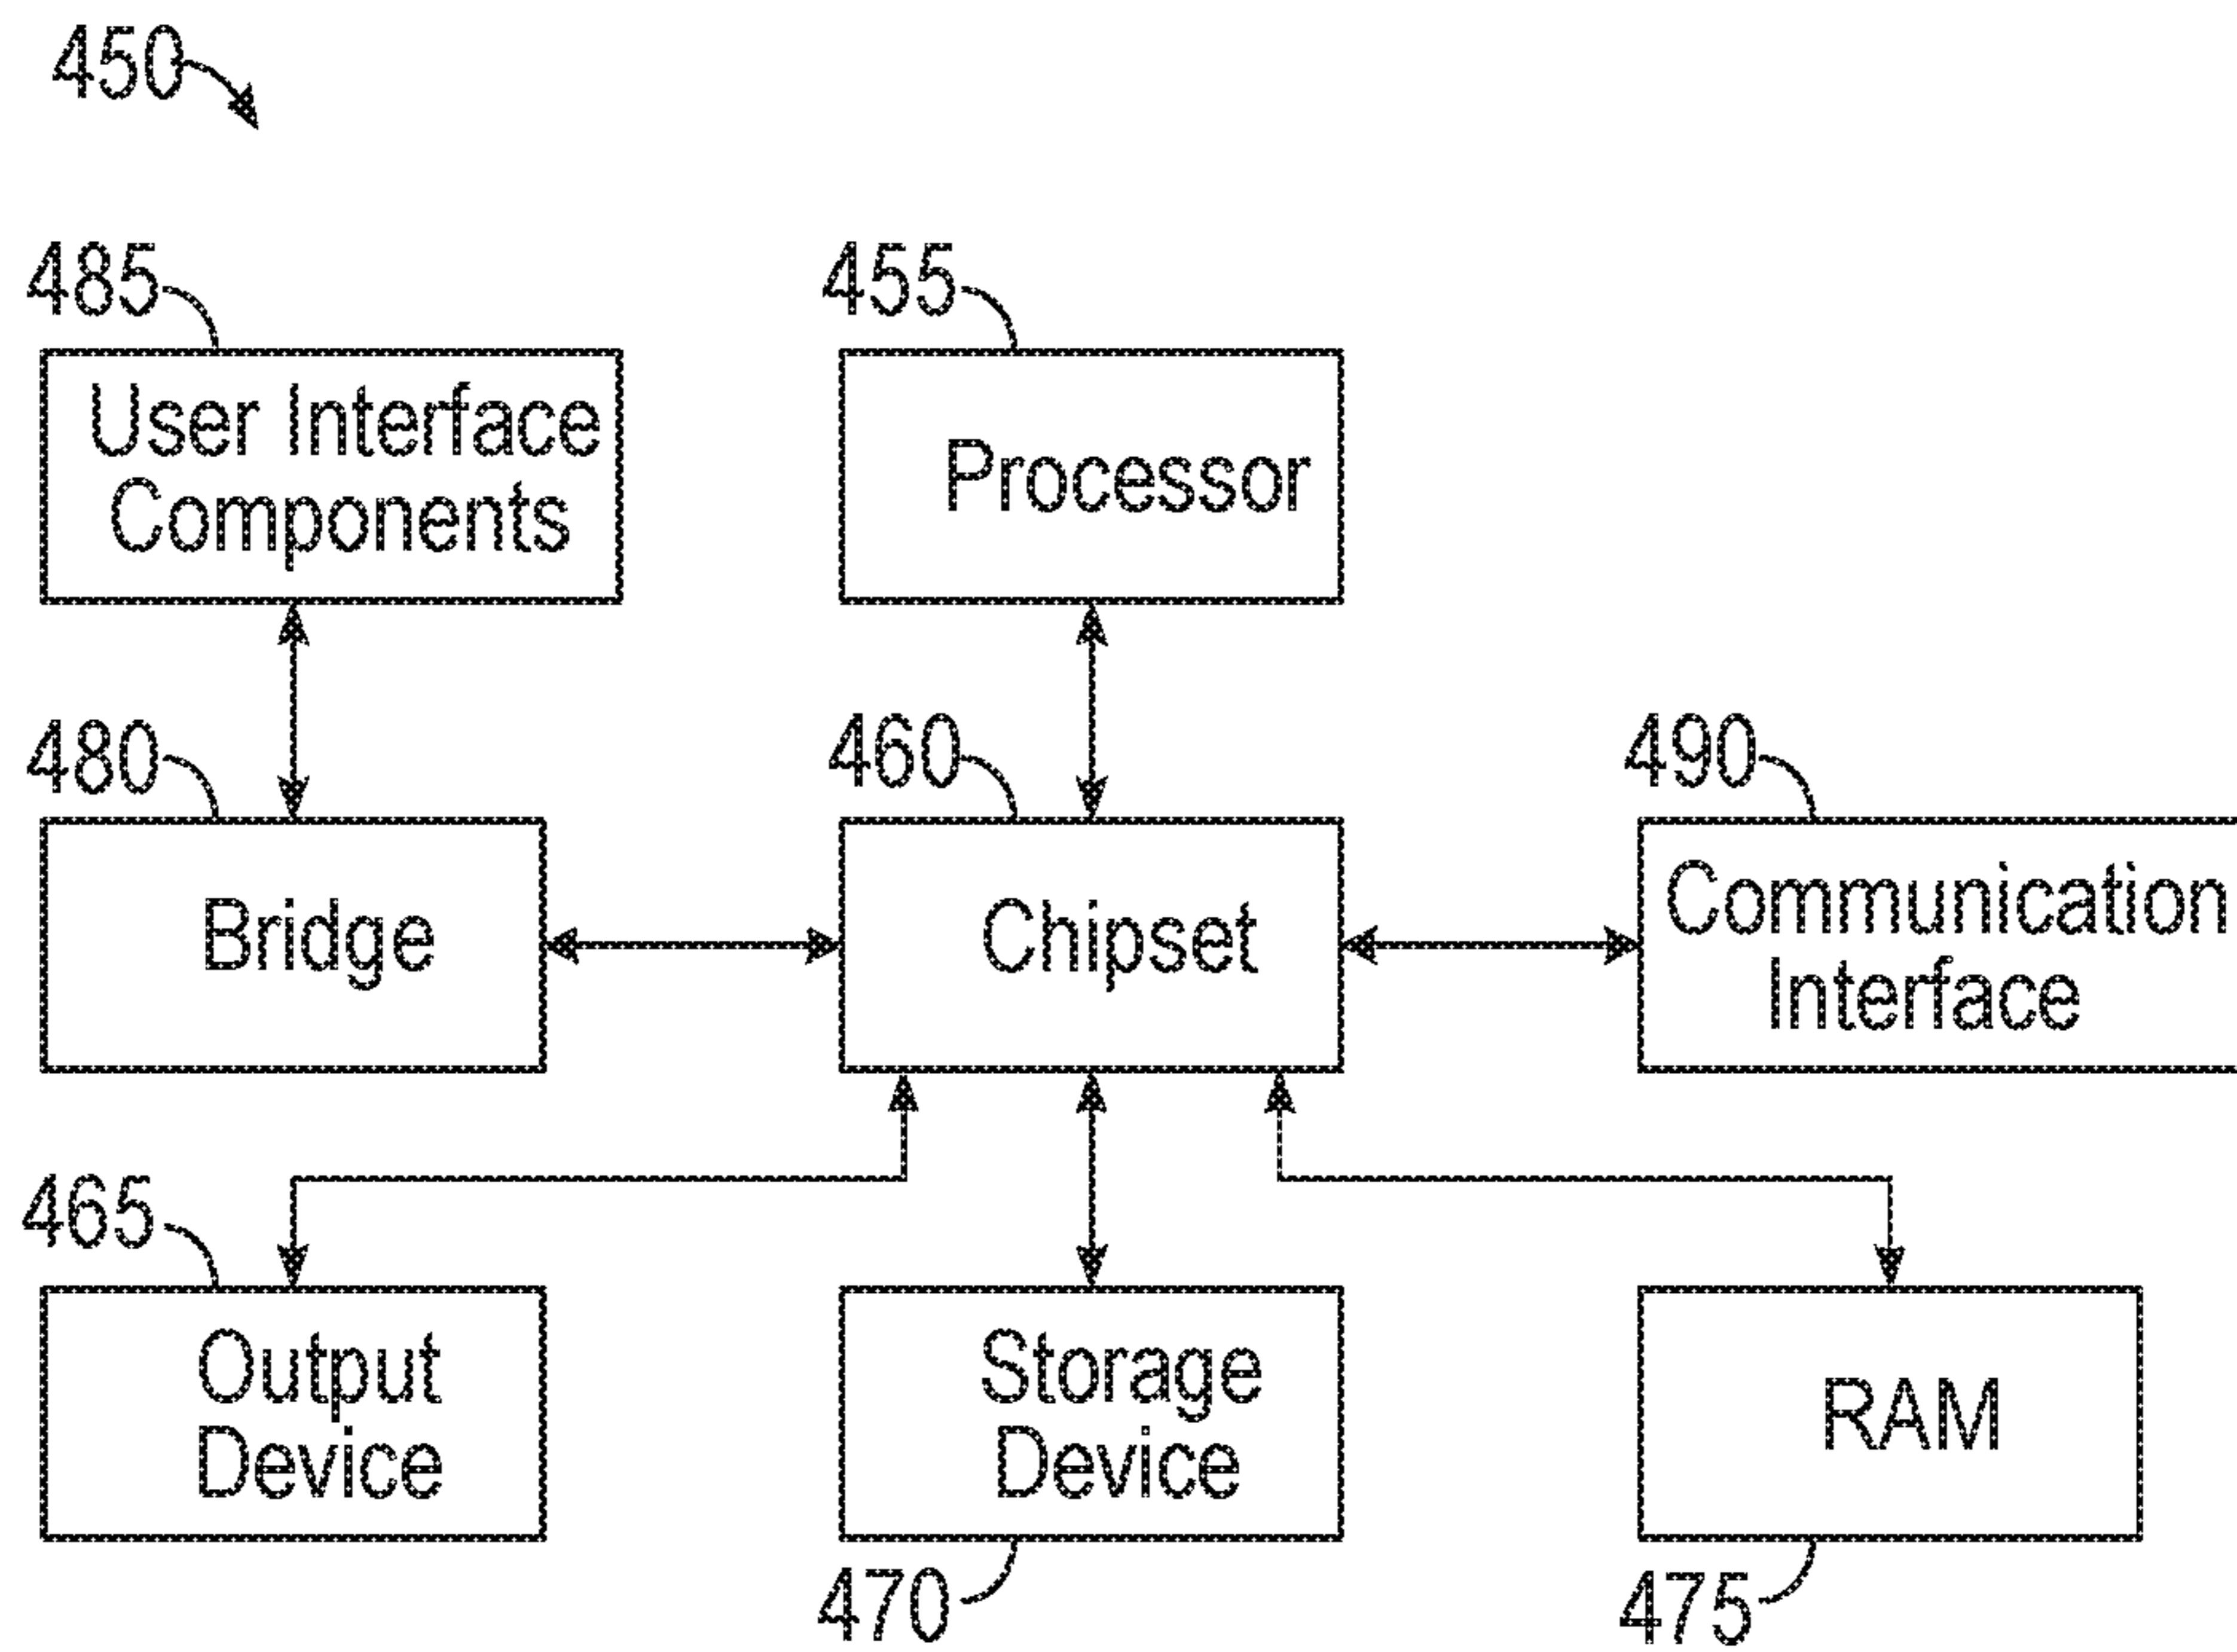 450
485
User Interface
Components
455
Processor
480
Bridge
460
Chipset
490
Communication
Interface
465
Output
Device
Storage
Device
470
RAM
475